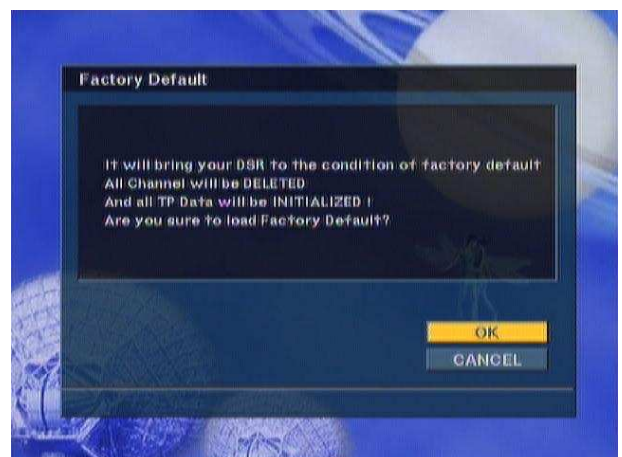 Factory Default
It will bring your DSR to the condition of factory default
All Channel will be DELETED
And all TP Data will be INITIALIZED !
Are you sure to load Factory Default?
OK
CANCEL